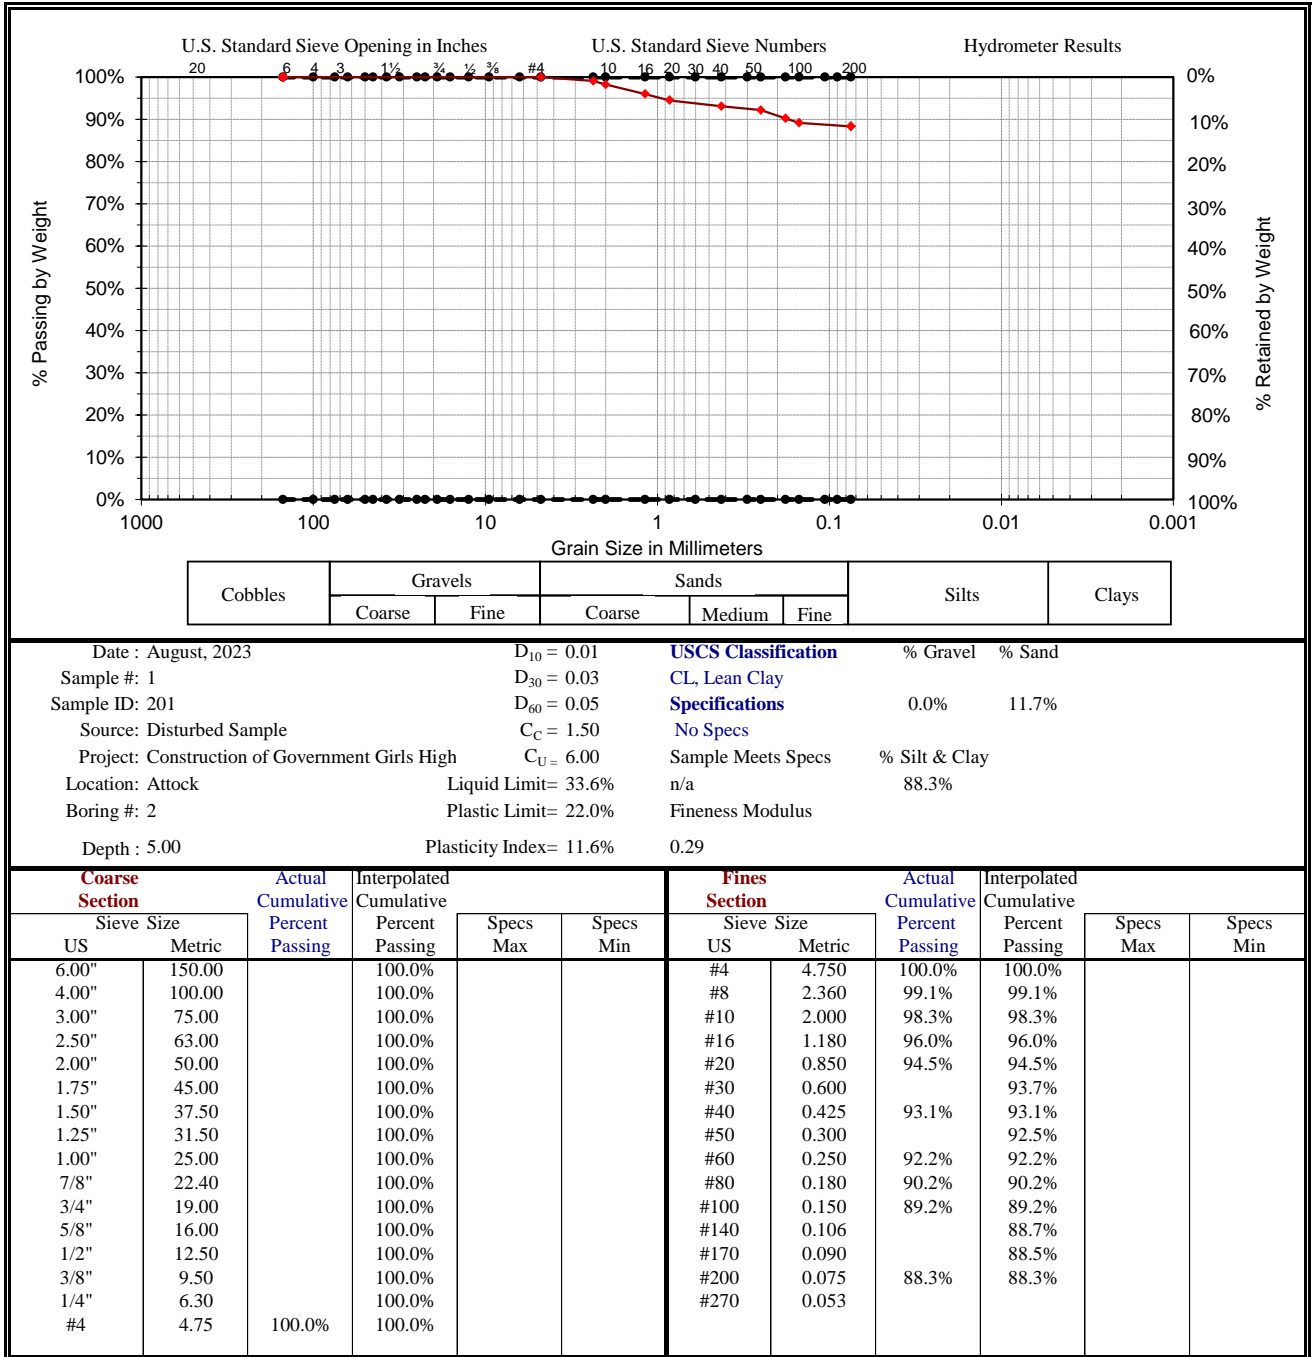 U.S. Standard Sieve Opening in Inches U.S. Standard Sieve Numbers Hydrometer Results
20 6 4 3 1½ ¾ ½ ⅜ #4 10 16 20 30 40 50 100 200
100% 0%
90% 10%
80% 20%
70% 30%
60% 40%
50% 50%
40% 60%
30% 70%
20% 80%
10% 90%
0% 100%
% Passing by Weight
% Retained by Weight
1000 100 10 1 0.1 0.01 0.001
Grain Size in Millimeters
Cobbles Gravels Sands Silts Clays
Coarse Fine Coarse Medium Fine
Date : August, 2023 D10 = 0.01 USCS Classification % Gravel % Sand
Sample #: 1 D30 = 0.03 CL, Lean Clay
Sample ID: 201 D60 = 0.05 Specifications 0.0% 11.7%
Source: Disturbed Sample CC = 1.50 No Specs
Project: Construction of Government Girls High CU = 6.00 Sample Meets Specs % Silt & Clay
Location: Attock Liquid Limit= 33.6% n/a 88.3%
Boring #: 2 Plastic Limit= 22.0% Fineness Modulus
Depth : 5.00 Plasticity Index= 11.6% 0.29
Coarse Actual Interpolated Fines Actual Interpolated
Section Cumulative Cumulative Section Cumulative Cumulative
Sieve Size Percent Percent Specs Specs Sieve Size Percent Percent Specs Specs
US Metric Passing Passing Max Min US Metric Passing Passing Max Min
6.00" 150.00 100.0% #4 4.750 100.0% 100.0%
4.00" 100.00 100.0% #8 2.360 99.1% 99.1%
3.00" 75.00 100.0% #10 2.000 98.3% 98.3%
2.50" 63.00 100.0% #16 1.180 96.0% 96.0%
2.00" 50.00 100.0% #20 0.850 94.5% 94.5%
1.75" 45.00 100.0% #30 0.600 93.7%
1.50" 37.50 100.0% #40 0.425 93.1% 93.1%
1.25" 31.50 100.0% #50 0.300 92.5%
1.00" 25.00 100.0% #60 0.250 92.2% 92.2%
7/8" 22.40 100.0% #80 0.180 90.2% 90.2%
3/4" 19.00 100.0% #100 0.150 89.2% 89.2%
5/8" 16.00 100.0% #140 0.106 88.7%
1/2" 12.50 100.0% #170 0.090 88.5%
3/8" 9.50 100.0% #200 0.075 88.3% 88.3%
1/4" 6.30 100.0% #270 0.053
#4 4.75 100.0% 100.0%